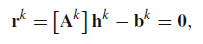 r^k = [A^k] h^k − b^k = 0,